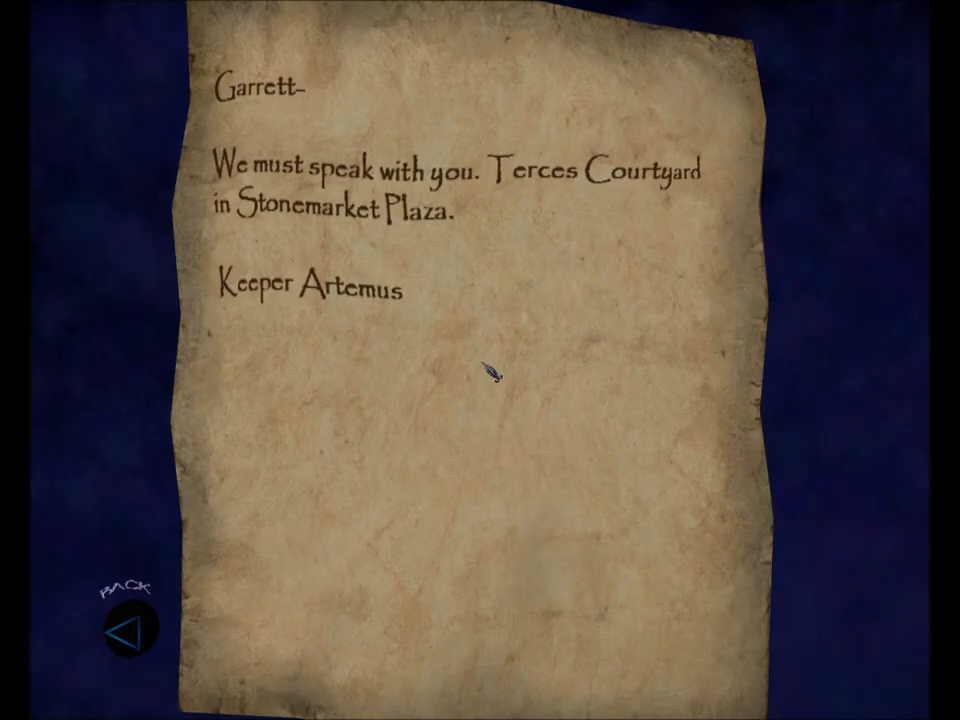 Garrett-
We must speak with you. Terces Courtyard
in Stonemarket Plaza.
Keeper Artemus
BACK